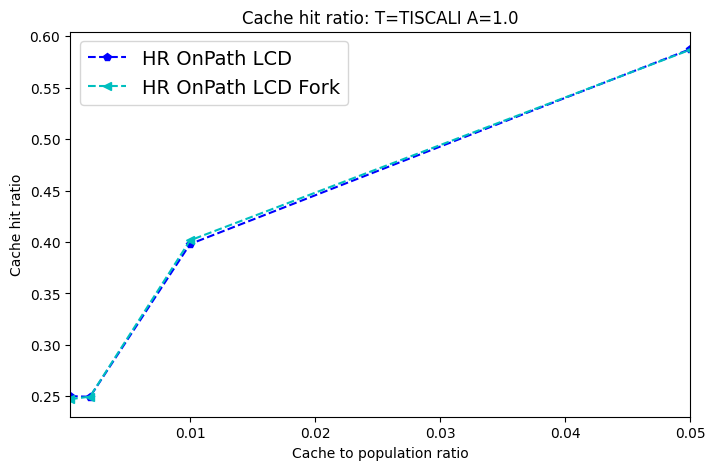 Cache hit ratio: T=TISCALI A=1.0
HR OnPath LCD
HR OnPath LCD Fork
Cache hit ratio
0.60
0.55
0.50
0.45
0.40
0.35
0.30
0.25
0.01
0.02
0.03
0.04
0.05
Cache to population ratio